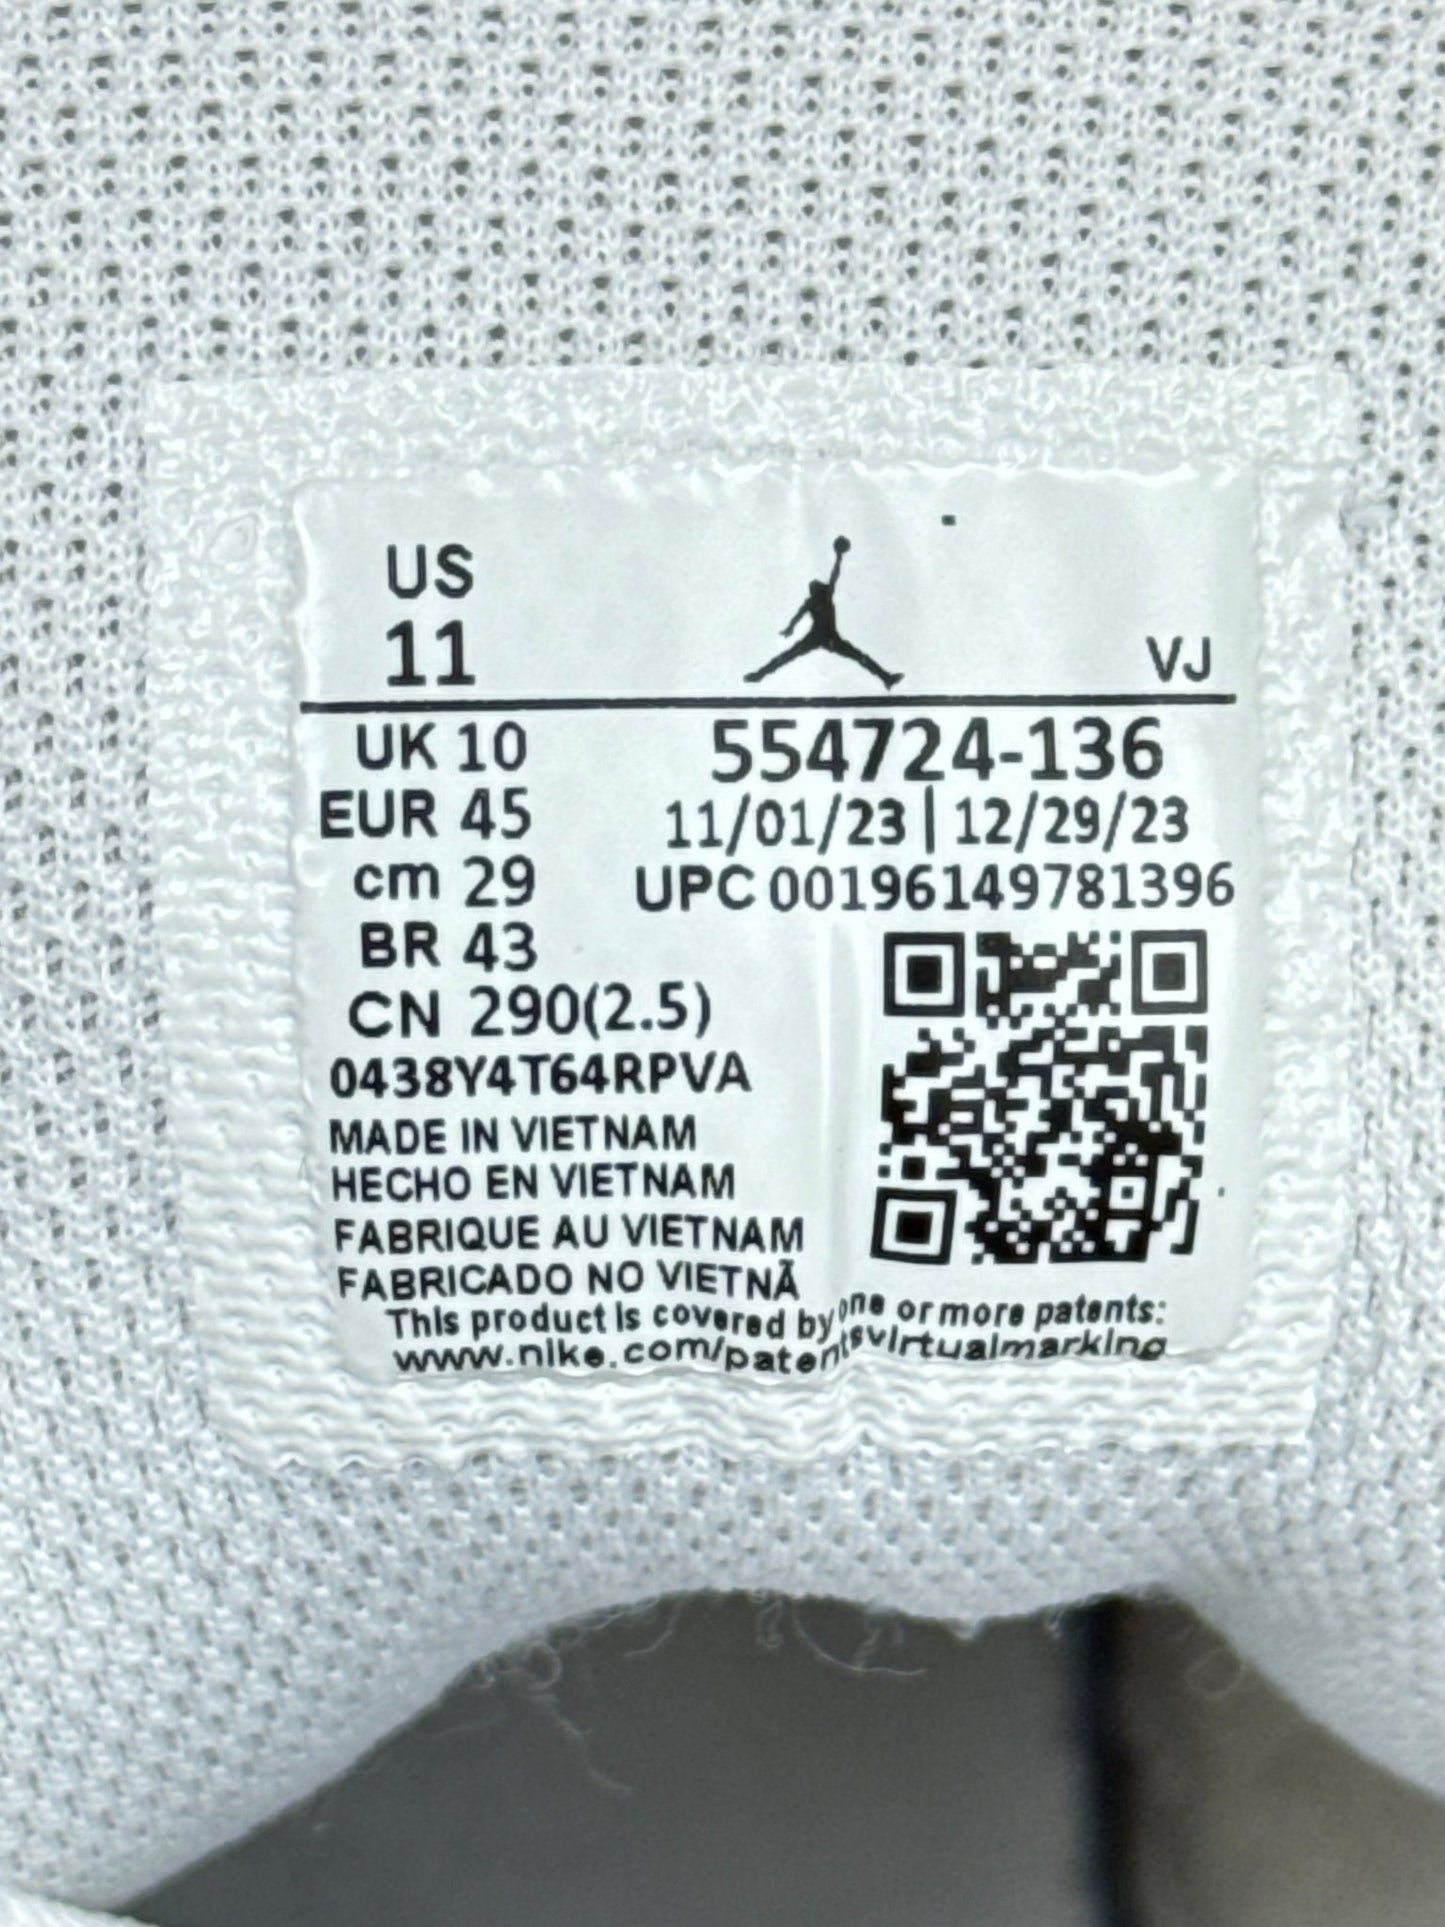 US
11
VJ
UK 10
554724-136
EUR 45
11/01/23 | 12/29/23
cm 29
UPC 00196149781396
BR 43
CN 290(2.5)
0438Y4T64RPVA
MADE IN VIETNAM
HECHO EN VIETNAM
FABRIQUE AU VIETNAM
FABRICADO NO VIETNÃ
This product is covered by one or more patents:
www.nike.com/patentsvirtualmarking